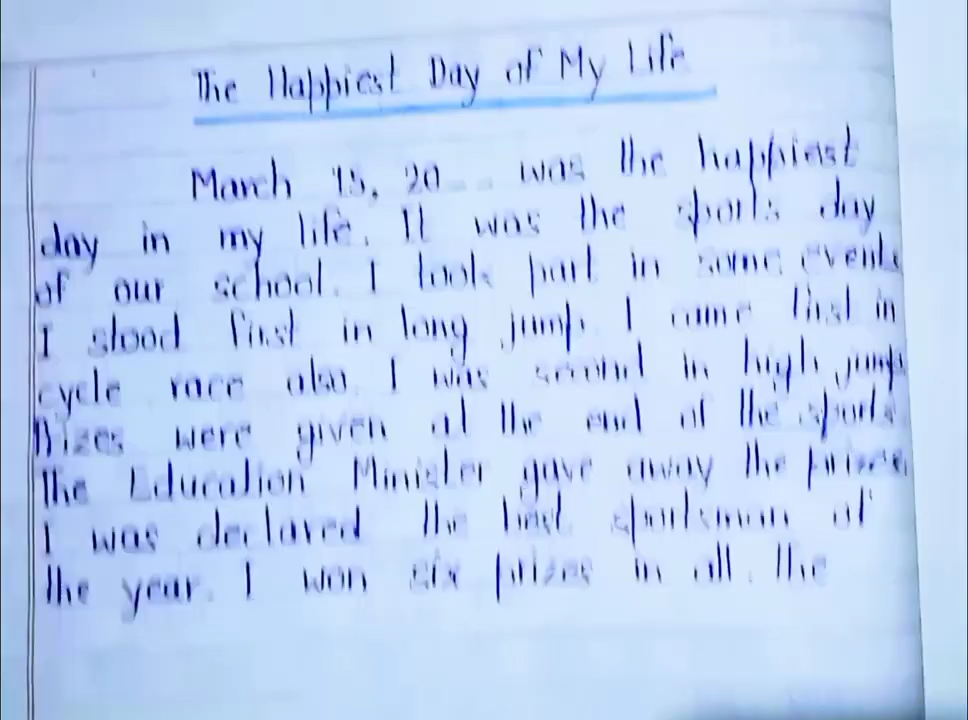 The Happiest Day of My Life
March 15, 20-- was the happiest
day in my life. It was the sports day
of our school. I took part in some events
I stood first in long jump. I came first in
cycle race also. I was second in high jump
Prizes were given at the end of the sports.
The Education Minister gave away the prizes.
I was declared the best sportsman of
the year. I won six prizes in all. The